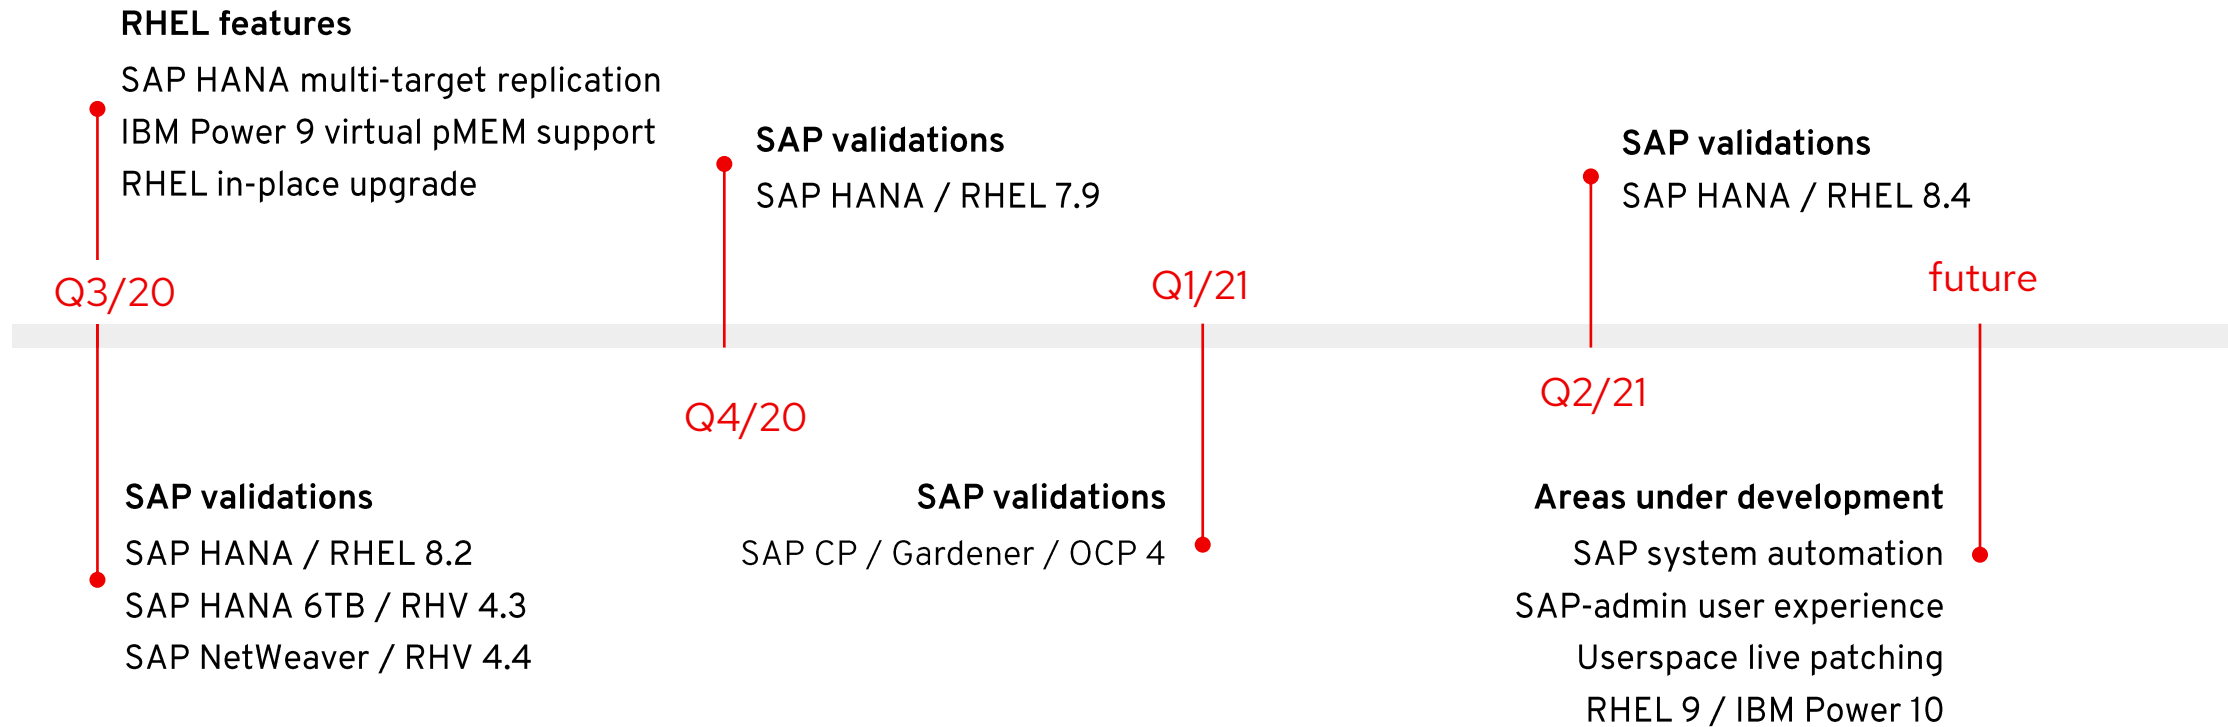 RHEL features
SAP HANA multi-target replication
IBM Power 9 virtual pMEM support
RHEL in-place upgrade
Q3/20
SAP validations
SAP HANA / RHEL 8.2
SAP HANA 6TB / RHV 4.3
SAP NetWeaver / RHV 4.4
SAP validations
SAP HANA / RHEL 7.9
Q4/20
Q1/21
SAP validations
SAP CP / Gardener / OCP 4
SAP validations
SAP HANA / RHEL 8.4
Q2/21
future
Areas under development
SAP system automation
SAP-admin user experience
Userspace live patching
RHEL 9 / IBM Power 10